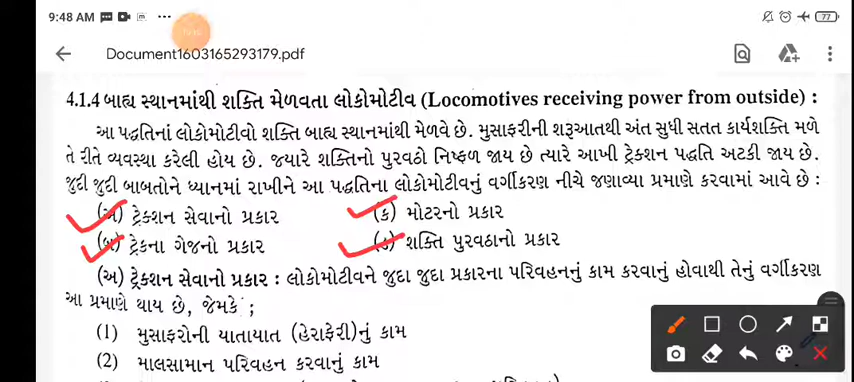 9:48 AM
77
Document1603165293179.pdf
4.1.4 બાહ્ય સ્થાનમાંથી શક્તિ મેળવતા લોકોમોટીવ (Locomotives receiving power from outside) :
આ પદ્ધતિનાં લોકોમોટીવો શક્તિ બાહ્ય સ્થાનમાંથી મેળવે છે. મુસાફરીની શરૂઆતથી અંત સુધી સતત કાર્યશક્તિ મળે
તે રીતે વ્યવસ્થા કરેલી હોય છે. જ્યારે શક્તિનો પુરવઠો નિષ્ફળ જાય છે ત્યારે આખી ટ્રેક્શન પદ્ધતિ અટકી જાય છે.
જુદી જુદી બાબતોને ધ્યાનમાં રાખીને આ પદ્ધતિના લોકોમોટીવનું વર્ગીકરણ નીચે જણાવ્યા પ્રમાણે કરવામાં આવે છે :
(અ) ટ્રેક્શન સેવાનો પ્રકાર (ક) મોટરનો પ્રકાર
(બ) ટ્રેકના ગેજનો પ્રકાર (ડ) શક્તિ પુરવઠાનો પ્રકાર
(અ) ટ્રેક્શન સેવાનો પ્રકાર : લોકોમોટીવને જુદા જુદા પ્રકારના પરિવહનનું કામ કરવાનું હોવાથી તેનું વર્ગીકરણ
આ પ્રમાણે થાય છે, જેમકે ;
(1) મુસાફરોની યાતાયાત (હેરાફેરી)નું કામ
(2) માલસામાન પરિવહન કરવાનું કામ